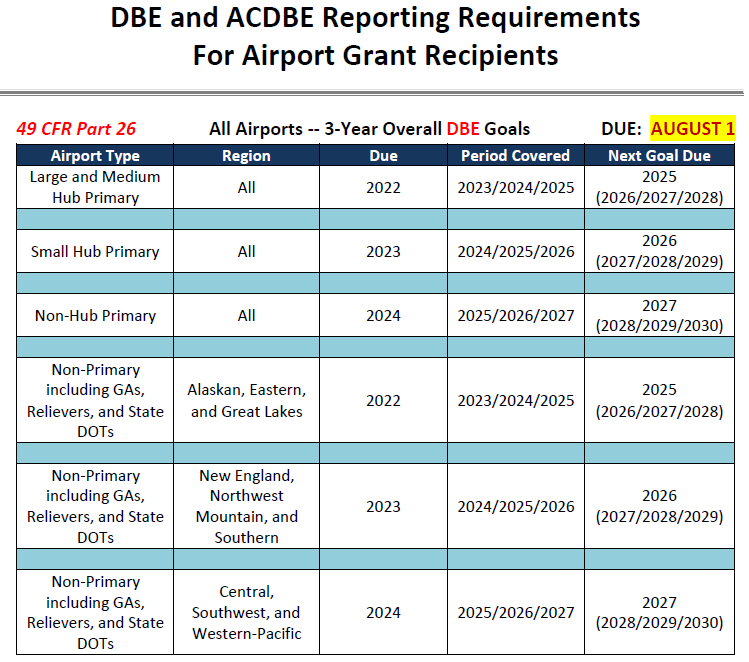 DBE and ACDBE Reporting Requirements
For Airport Grant Recipients
49 CFR Part 26 All Airports -- 3-Year Overall DBE Goals DUE: AUGUST 1
Airport Type Region Due Period Covered Next Goal Due
Large and Medium
Hub Primary
All
2022
2023/2024/2025
2025
(2026/2027/2028)
Small Hub Primary
All
2023
2024/2025/2026
2026
(2027/2028/2029)
Non-Hub Primary
All
2024
2025/2026/2027
2027
(2028/2029/2030)
Non-Primary
including GAs,
Relievers, and State
DOTs
Alaskan, Eastern,
and Great Lakes
2022
2023/2024/2025
2025
(2026/2027/2028)
Non-Primary
including GAs,
Relievers, and State
DOTs
New England,
Northwest
Mountain, and
Southern
2023
2024/2025/2026
2026
(2027/2028/2029)
Non-Primary
including GAs,
Relievers, and State
DOTs
Central,
Southwest, and
Western-Pacific
2024
2025/2026/2027
2027
(2028/2029/2030)